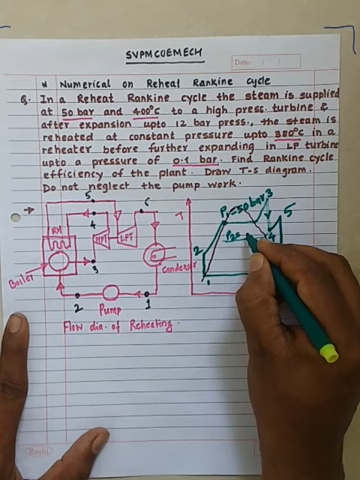 SVPMCOEMECH
Date :
* Numerical on Reheat Rankine Cycle
Q. In a Reheat Rankine cycle the steam is supplied
at 50 bar and 400°C to a high press. turbine &
after expansion upto 12 bar press., the steam is
reheated at constant pressure upto 380°C in a
reheater before further expanding in LP turbine
upto a pressure of 0.1 bar. Find Rankine cycle
efficiency of the plant. Draw T-S diagram.
Do not neglect the pump work.
5 6 T P1=50 bar 3 5
4 HPT LPT P2= 4
RH 2
3 Condenser
Boiler 1
2 Pump 1
Flow dia. of Reheating.